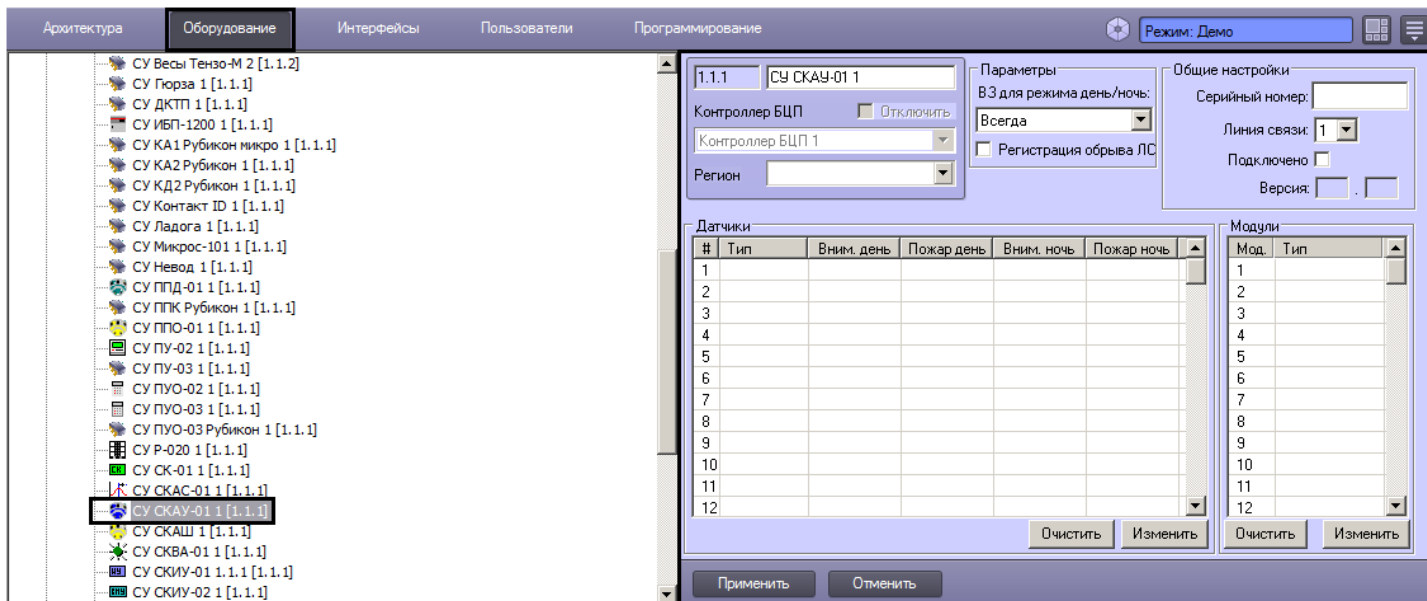 Архитектура Оборудование Интерфейсы Пользователи Программирование Режим: Демо
СУ Весы Тензо-М 2 [1.1.2]
СУ Гюрза 1 [1.1.1]
СУ ДКТП 1 [1.1.1]
СУ ИБП-1200 1 [1.1.1]
СУ КА1 Рубикон микро 1 [1.1.1]
СУ КА2 Рубикон 1 [1.1.1]
СУ КД2 Рубикон 1 [1.1.1]
СУ Контакт ID 1 [1.1.1]
СУ Ладога 1 [1.1.1]
СУ Микрос-101 1 [1.1.1]
СУ Невод 1 [1.1.1]
СУ ППД-01 1 [1.1.1]
СУ ППК Рубикон 1 [1.1.1]
СУ ППО-01 1 [1.1.1]
СУ ПУ-02 1 [1.1.1]
СУ ПУ-03 1 [1.1.1]
СУ ПУО-02 1 [1.1.1]
СУ ПУО-03 1 [1.1.1]
СУ ПУО-03 Рубикон 1 [1.1.1]
СУ Р-020 1 [1.1.1]
СУ СК-01 1 [1.1.1]
СУ СКАС-01 1 [1.1.1]
СУ СКАУ-01 1 [1.1.1]
СУ СКАШ 1 [1.1.1]
СУ СКВА-01 1 [1.1.1]
СУ СКИУ-01 1.1.1 [1.1.1]
СУ СКИУ-02 1 [1.1.1]
1.1.1 СУ СКАУ-01 1
Контроллер БЦП Отключить
Контроллер БЦП 1
Регион
Параметры
ВЗ для режима день/ночь:
Всегда
Регистрация обрыва ЛС
Общие настройки
Серийный номер:
Линия связи: 1
Подключено
Версия: .
Датчики
# Тип Вним. день Пожар день Вним. ночь Пожар ночь
1
2
3
4
5
6
7
8
9
10
11
12
Очистить Изменить
Модули
Мод. Тип
1
2
3
4
5
6
7
8
9
10
11
12
Очистить Изменить
Применить Отменить